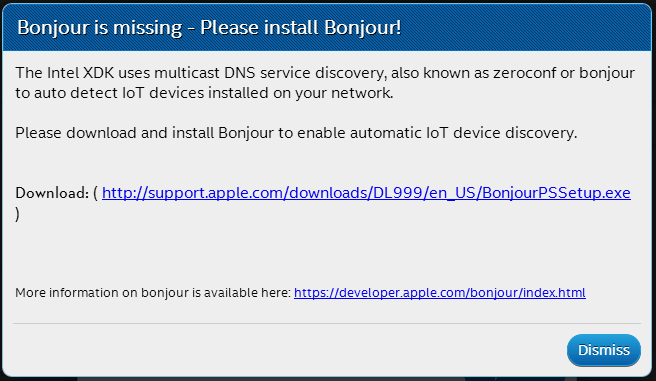 Bonjour is missing - Please install Bonjour!
The Intel XDK uses multicast DNS service discovery, also known as zeroconf or bonjour
to auto detect IoT devices installed on your network.
Please download and install Bonjour to enable automatic IoT device discovery.
Download: ( http://support.apple.com/downloads/DL999/en_US/BonjourPSSetup.exe
)
More information on bonjour is available here: https://developer.apple.com/bonjour/index.html
Dismiss